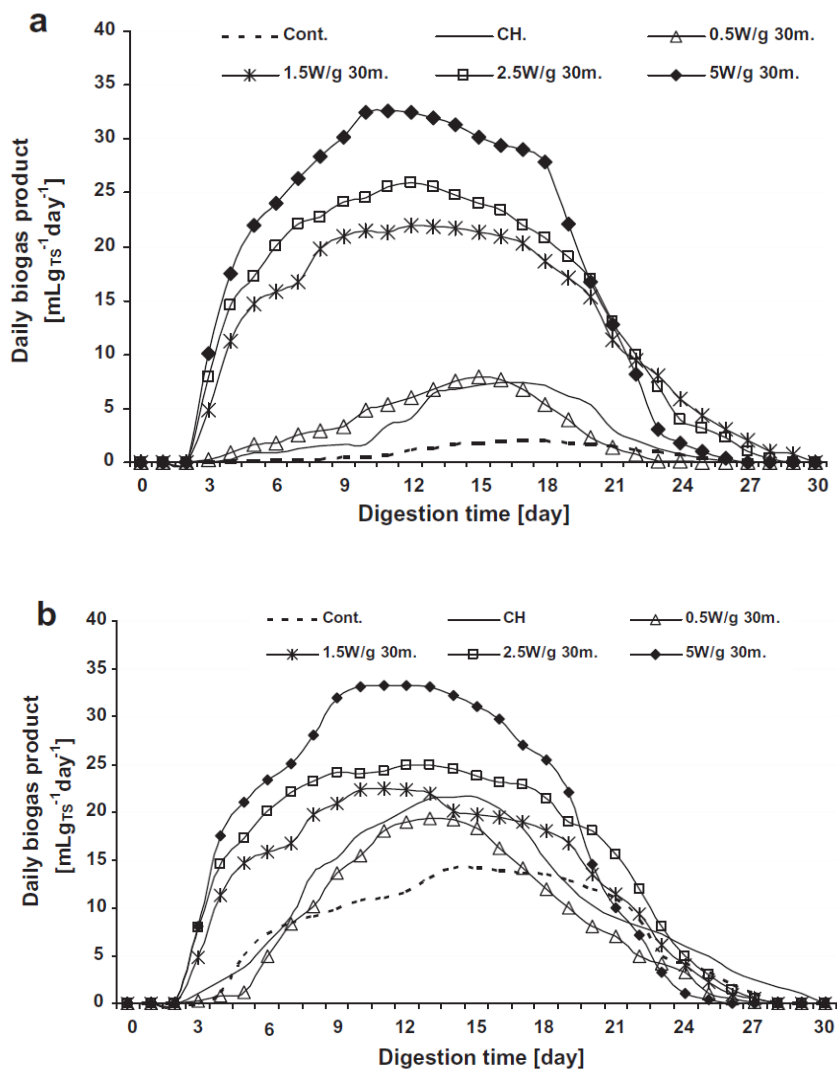 a
Cont. CH. 0.5W/g 30m.
1.5W/g 30m. 2.5W/g 30m. 5W/g 30m.
40
35
30
25
20
15
10
5
0
Daily biogas product
[mLgTS-1day-1]
0 3 6 9 12 15 18 21 24 27 30
Digestion time [day]
b
Cont. CH 0.5W/g 30m.
1.5W/g 30m. 2.5W/g 30m. 5W/g 30m.
40
35
30
25
20
15
10
5
0
Daily biogas product
[mLgTS-1day-1]
0 3 6 9 12 15 18 21 24 27 30
Digestion time [day]